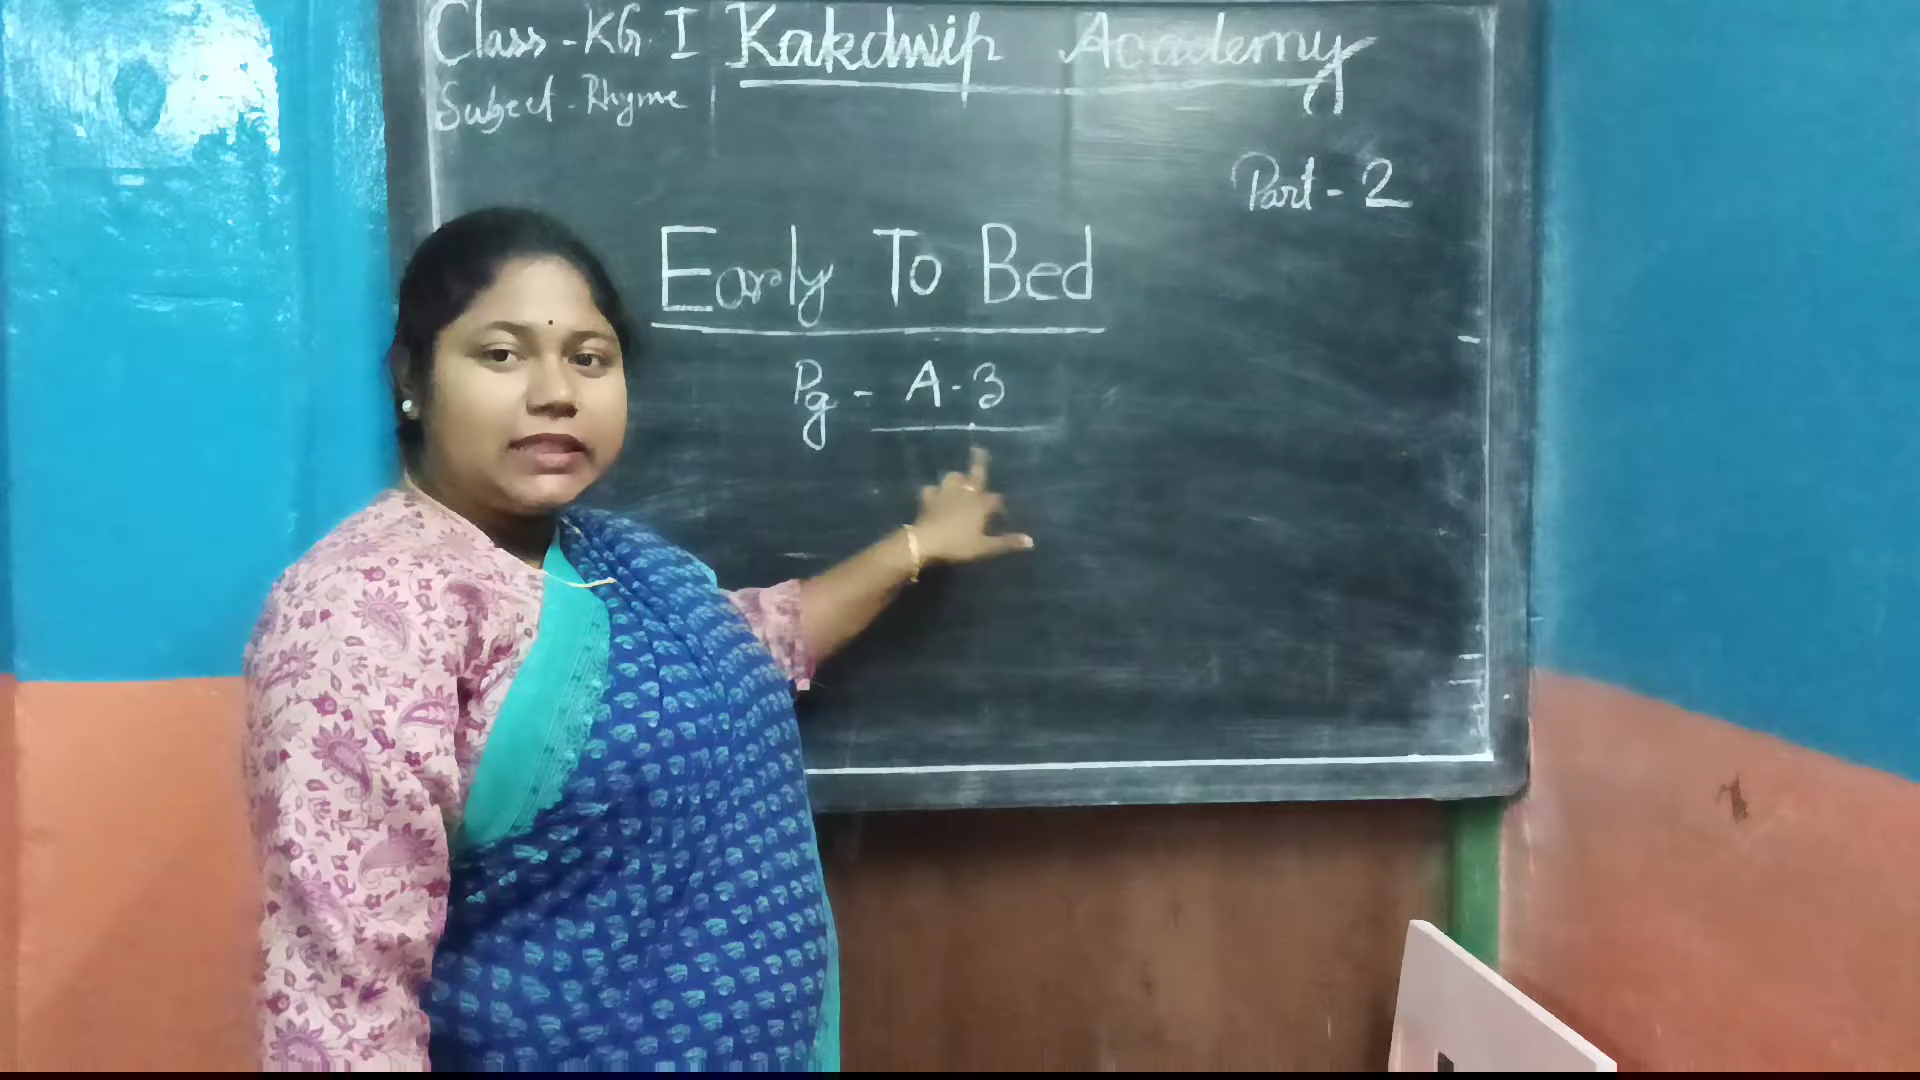 Class - KG. I Kakdwip Academy
Subject - Rhyme
Part - 2
Early To Bed
Pg - A-3